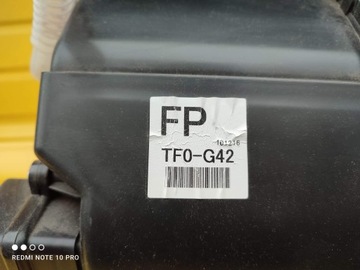 FP
101216
TF0-G42
REDMI NOTE 10 PRO